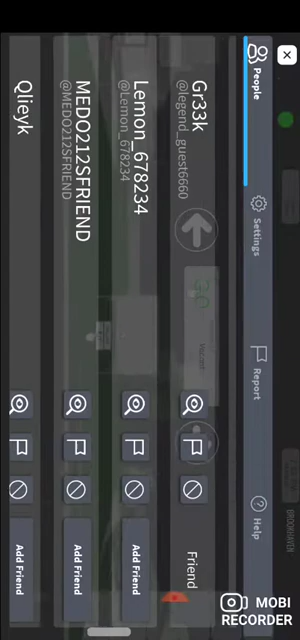 People
Settings
Report
Help
Gr33k
@legend_guest6660
Friend
Lemon_678234
@Lemon_678234
Add Friend
MEDO212SFRIEND
@MEDO212SFRIEND
Add Friend
Qlieyk
Add Friend
BROOKHAVEN
MOBI
RECORDER